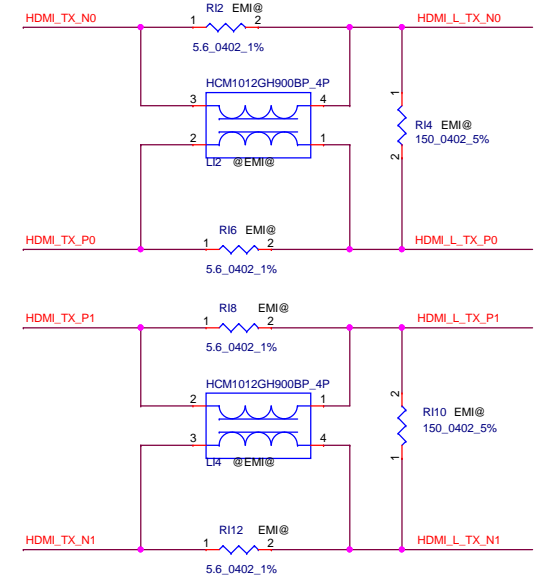 RI2 EMI@
HDMI_TX_N0
1 2
HDMI_L_TX_N0
5.6_0402_1%
HCM1012GH900BP_4P
3 4
1
RI4 EMI@
150_0402_5%
2 1
2
LI2 @EMI@
RI6 EMI@
HDMI_TX_P0
1 2
HDMI_L_TX_P0
5.6_0402_1%
RI8 EMI@
HDMI_TX_P1
1 2
HDMI_L_TX_P1
5.6_0402_1%
HCM1012GH900BP_4P
2 1
2
RI10 EMI@
150_0402_5%
3 4
1
LI4 @EMI@
RI12 EMI@
HDMI_TX_N1
1 2
HDMI_L_TX_N1
5.6_0402_1%